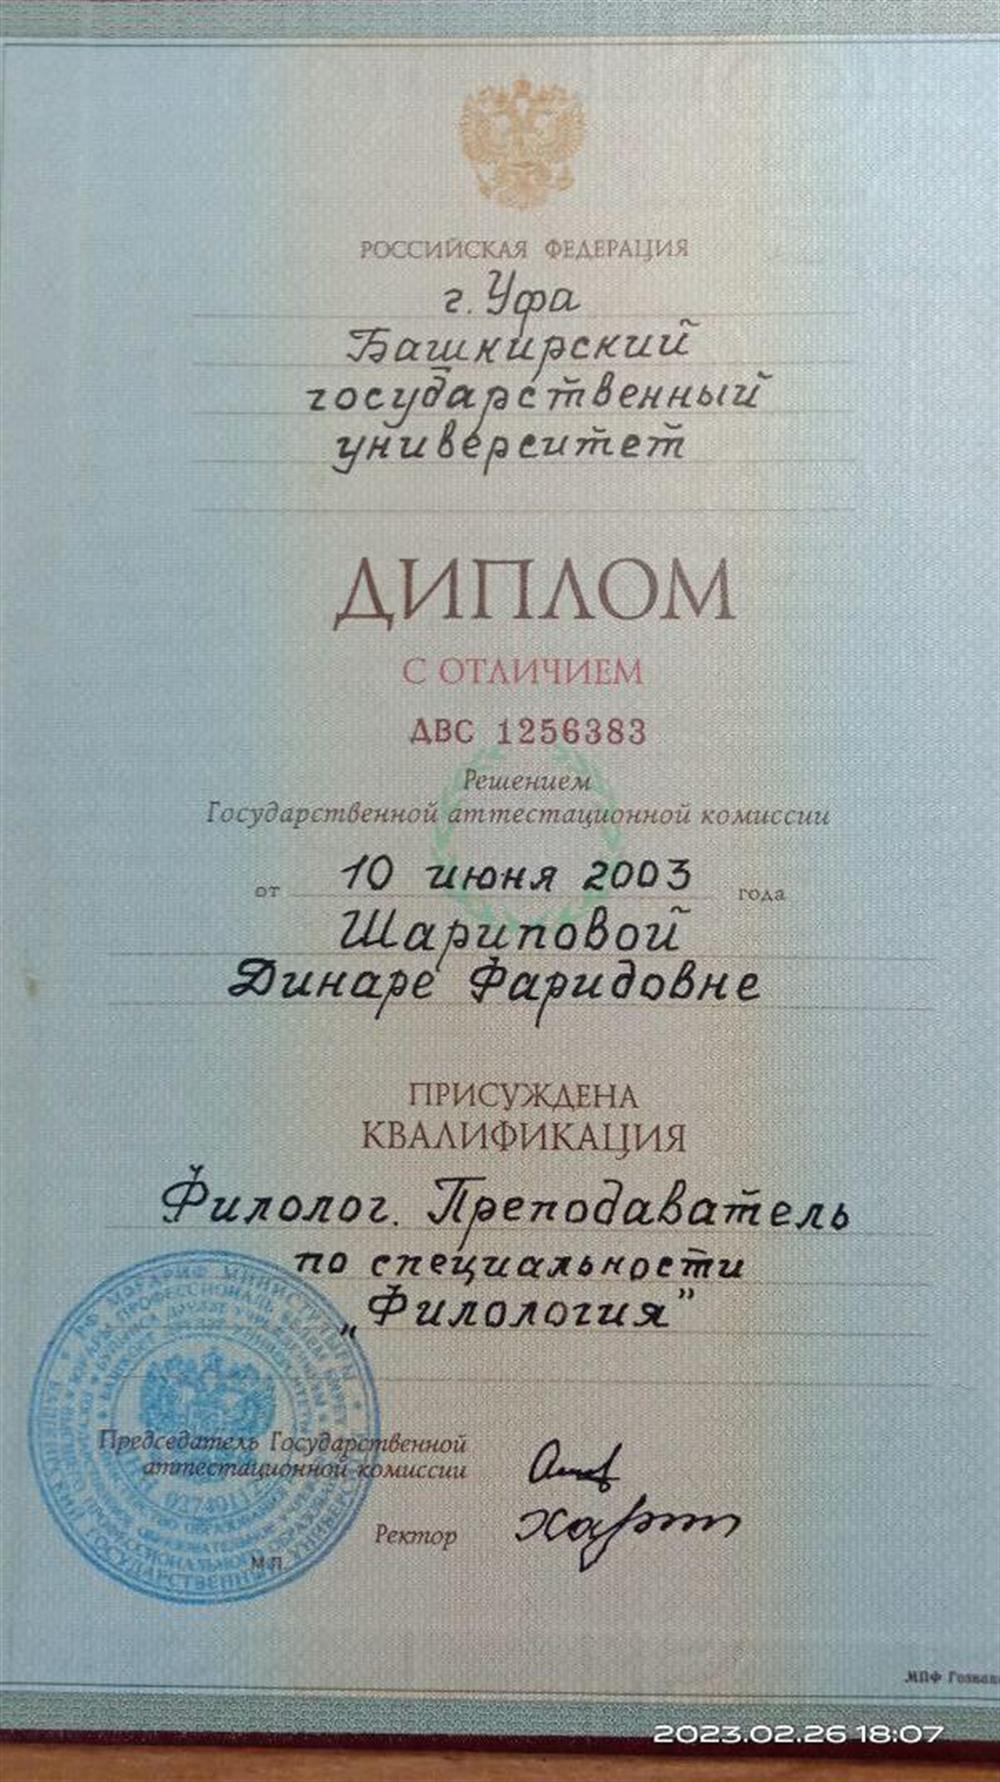 РОССИЙСКАЯ ФЕДЕРАЦИЯ
г. Уфа
Башкирский
государственный
университет
ДИПЛОМ
С ОТЛИЧИЕМ
ДВС 1256383
Решением
Государственной аттестационной комиссии
от 10 июня 2003 года
Шариповой
Динаре Фаридовне
ПРИСУЖДЕНА
КВАЛИФИКАЦИЯ
Филолог. Преподаватель
по специальности
„Филология”
Председатель Государственной
аттестационной комиссии
Ректор
М.П.
МПФ
2023.02.26 18:07